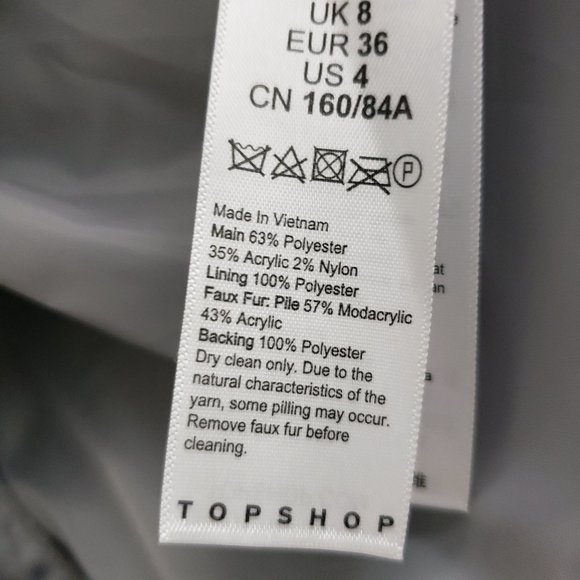 UK 8
EUR 36
US 4
CN 160/84A
P
Made In Vietnam
Main 63% Polyester
35% Acrylic 2% Nylon
Lining 100% Polyester
Faux Fur: Pile 57% Modacrylic
43% Acrylic
Backing 100% Polyester
Dry clean only. Due to the
natural characteristics of the
yarn, some pilling may occur.
Remove faux fur before
cleaning.
TOPSHOP